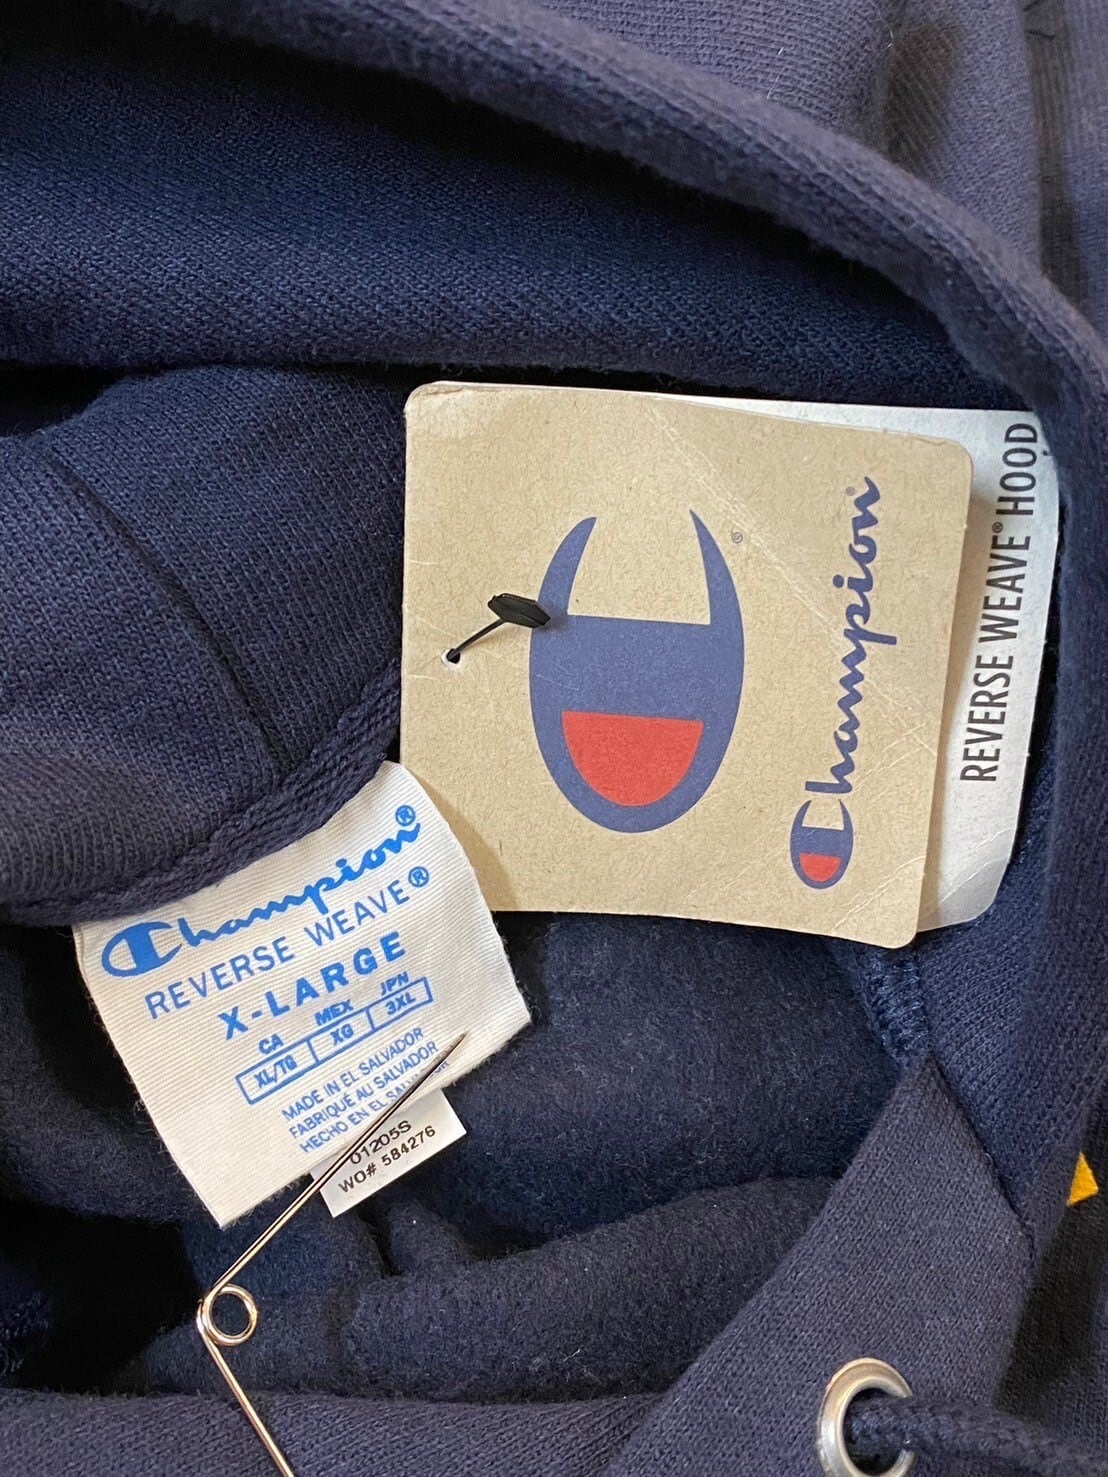 Champion®
REVERSE WEAVE® HOOD
Champion®
REVERSE WEAVE®
X-LARGE
CA MEX JPN
XL/TG XG 3XL
MADE IN EL SALVADOR
FABRIQUÉ AU SALVADOR
HECHO EN EL
01205S
WO# 584276